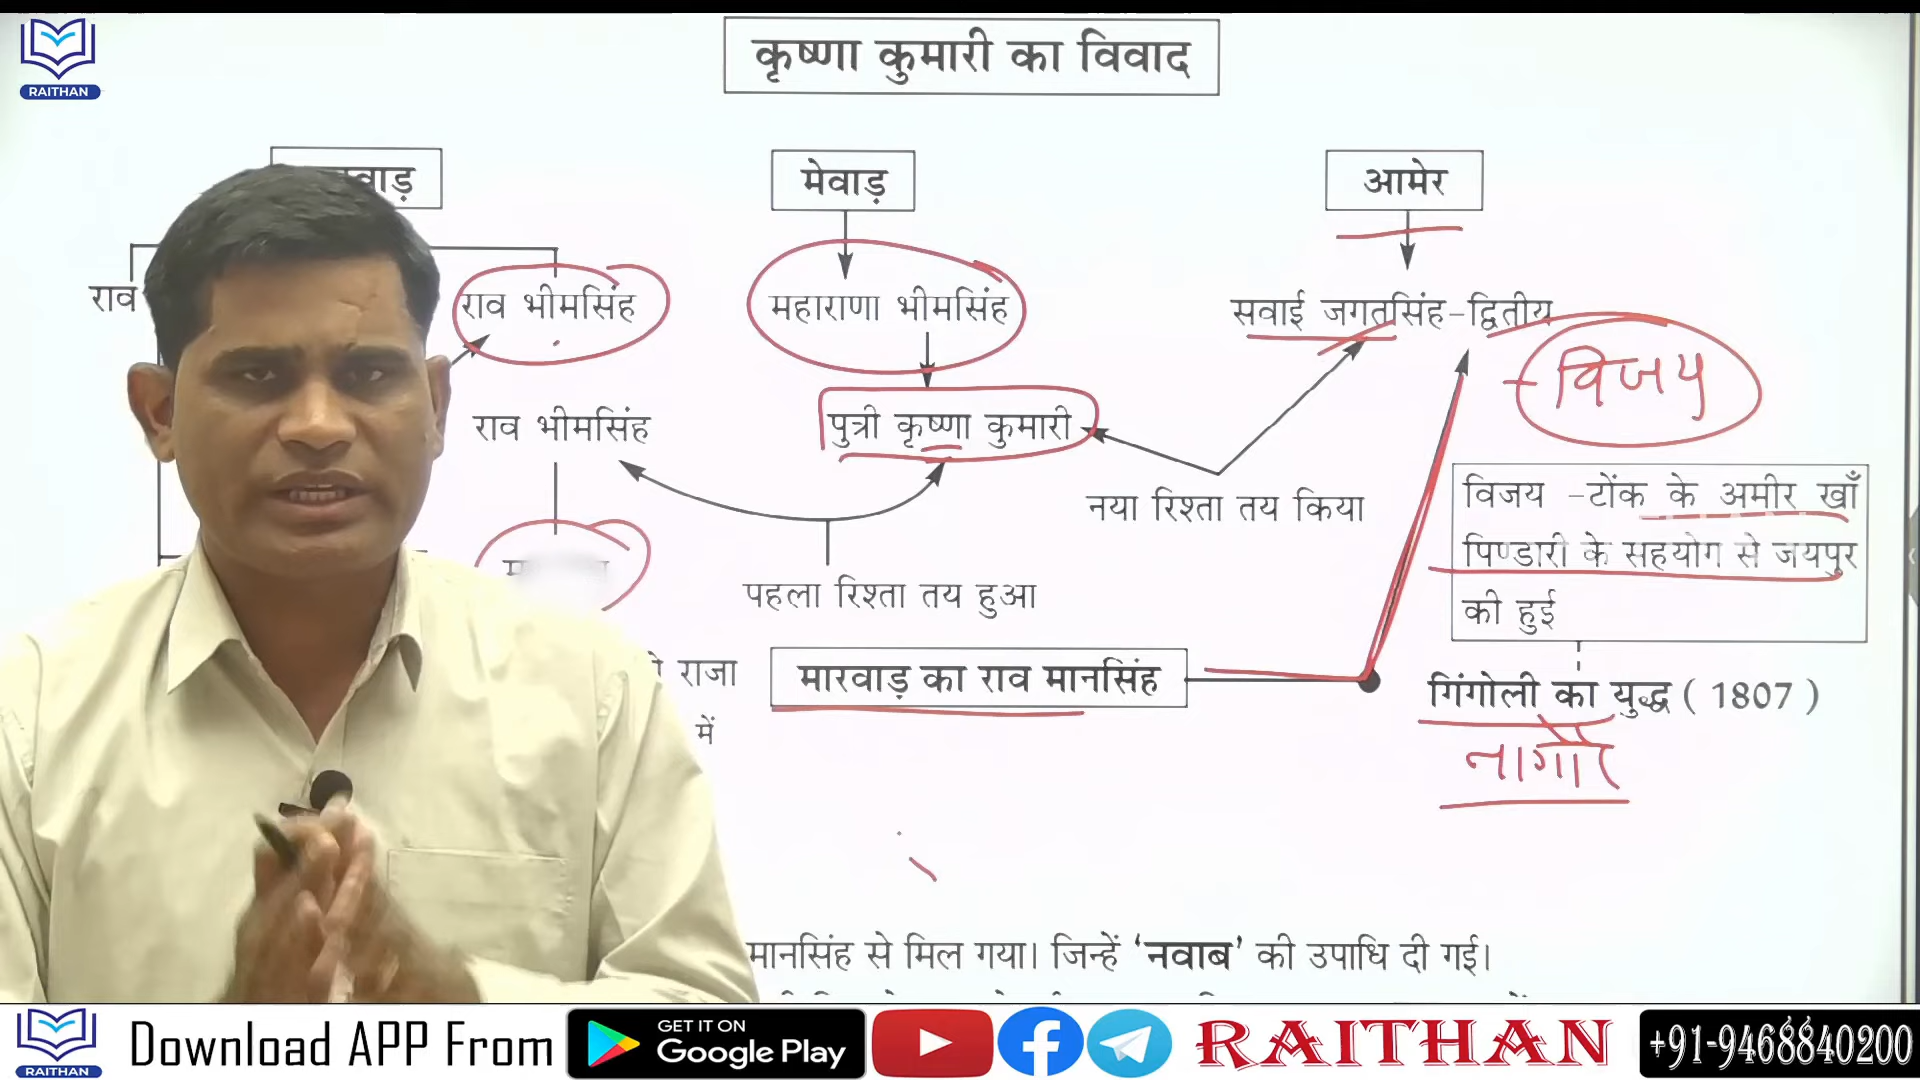 RAITHAN
कृष्णा कुमारी का विवाद
मेवाड़
आमेर
राव
राव भीमसिंह
महाराणा भीमसिंह
सवाई जगतसिंह-द्वितीय
विजय
राव भीमसिंह
पुत्री कृष्णा कुमारी
नया रिश्ता तय किया
विजय -टोंक के अमीर खाँ
पिण्डारी के सहयोग से जयपुर
की हुई
पहला रिश्ता तय हुआ
राजा
मारवाड़ का राव मानसिंह
गिंगोली का युद्ध ( 1807 )
में
नागौर
मानसिंह से मिल गया। जिन्हें ‘नवाब’ की उपाधि दी गई।
RAITHAN
Download APP From
GET IT ON
Google Play
RAITHAN
+91-9468840200